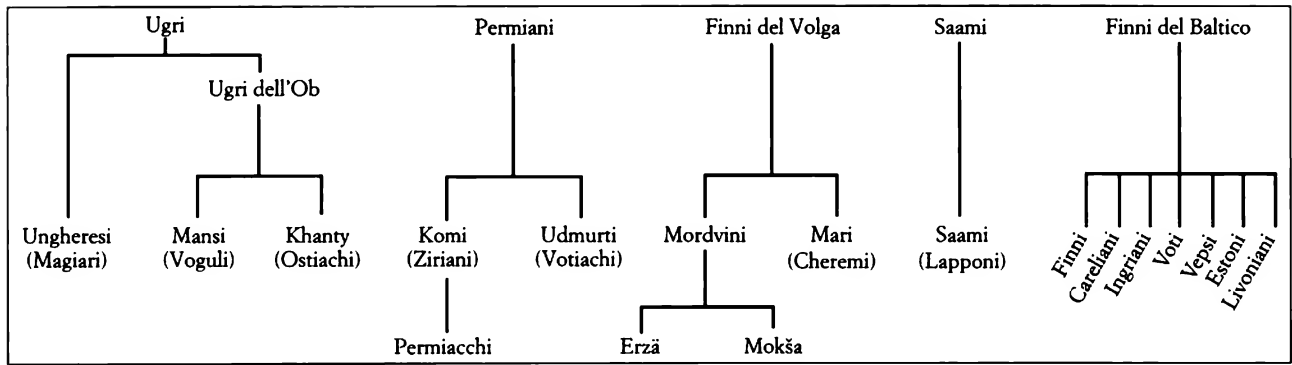 Ugri
Permiani
Finni del Volga
Saami
Finni del Baltico
Ugri dell'Ob
Ungheresi
(Magiari)
Mansi
(Voguli)
Khanty
(Ostiachi)
Komi
(Ziriani)
Udmurti
(Votiachi)
Mordvini
Mari
(Cheremi)
Saami
(Lapponi)
Finni
Careliani
Ingriani
Voti
Vepsi
Estoni
Livoniani
Permiacchi
Erzä
Mokša